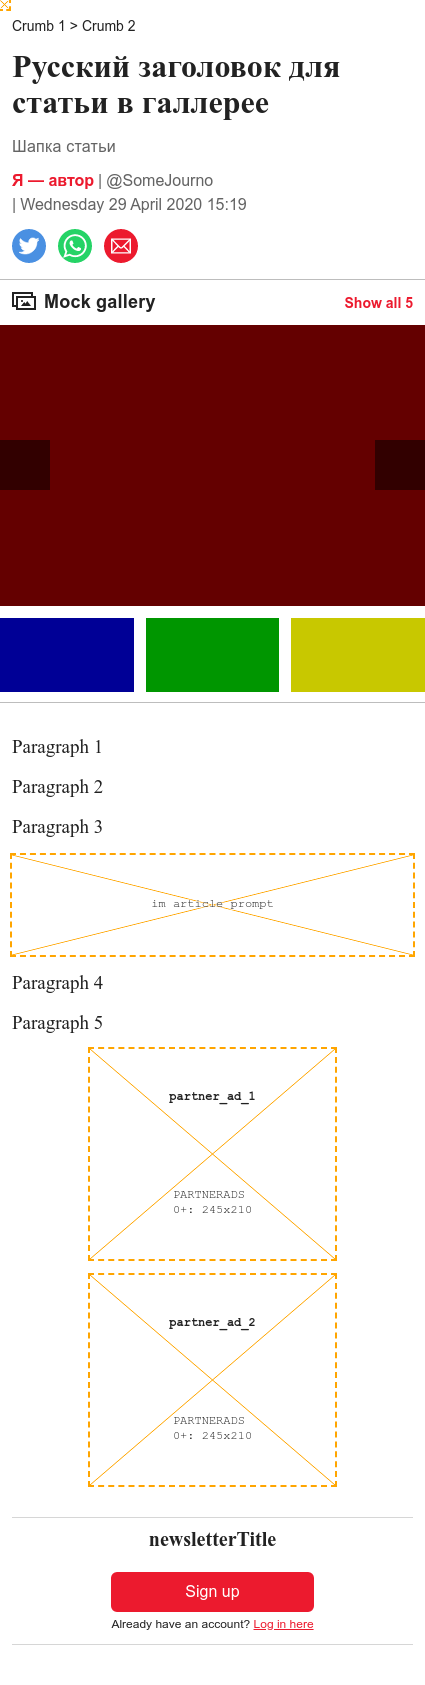 Crumb 1 > Crumb 2
Русский заголовок для
статьи в галлерее
Шапка статьи
Я — автор | @SomeJourno
| Wednesday 29 April 2020 15:19
Mock gallery
Show all 5
Paragraph 1
Paragraph 2
Paragraph 3
im article prompt
Paragraph 4
Paragraph 5
partner_ad_1
PARTNERADS
0+: 245x210
partner_ad_2
PARTNERADS
0+: 245x210
newsletterTitle
Sign up
Already have an account? Log in here